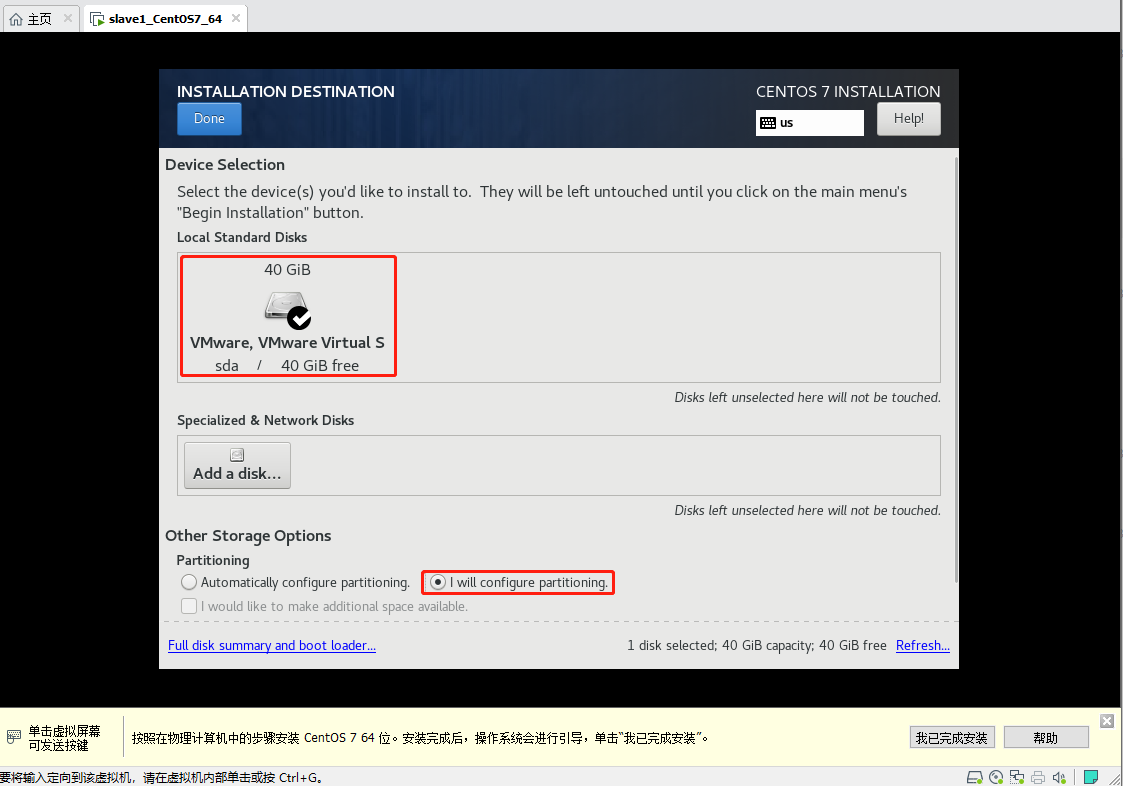 主页
slave1_CentOS7_64
INSTALLATION DESTINATION
CENTOS 7 INSTALLATION
Done
us
Help!
Device Selection
Select the device(s) you'd like to install to. They will be left untouched until you click on the main menu's
"Begin Installation" button.
Local Standard Disks
40 GiB
VMware, VMware Virtual S
sda / 40 GiB free
Disks left unselected here will not be touched.
Specialized & Network Disks
Add a disk...
Disks left unselected here will not be touched.
Other Storage Options
Partitioning
Automatically configure partitioning.
I will configure partitioning.
I would like to make additional space available.
Full disk summary and boot loader...
1 disk selected; 40 GiB capacity; 40 GiB free
Refresh...
单击虚拟屏幕
可发送按键
按照在物理计算机中的步骤安装 CentOS 7 64 位。安装完成后，操作系统会进行引导，单击“我已完成安装”。
我已完成安装
帮助
要将输入定向到该虚拟机，请在虚拟机内部单击或按 Ctrl+G。